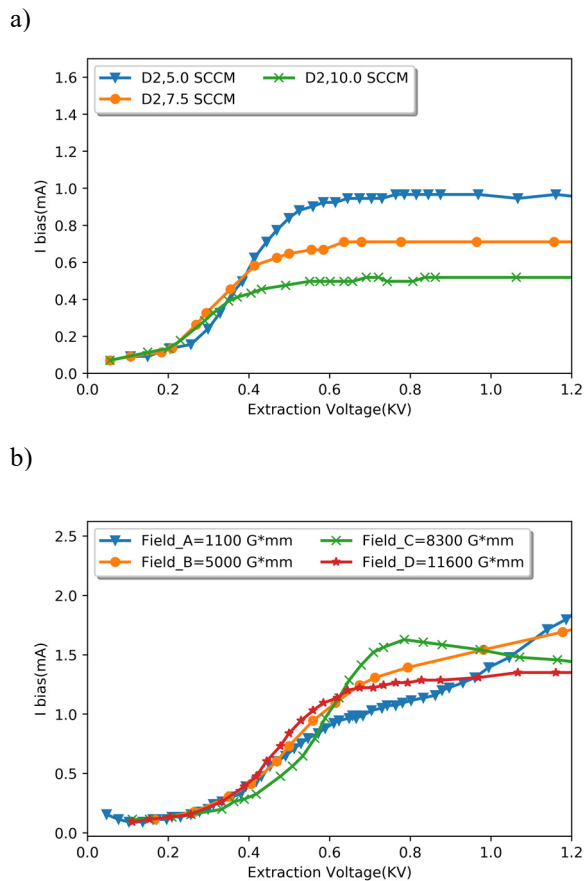 a)
D2,5.0 SCCM D2,10.0 SCCM
D2,7.5 SCCM
1.6
1.4
1.2
1.0
0.8
0.6
0.4
0.2
0.0
I bias(mA)
0.0 0.2 0.4 0.6 0.8 1.0 1.2
Extraction Voltage(KV)
b)
Field_A=1100 G*mm Field_C=8300 G*mm
Field_B=5000 G*mm Field_D=11600 G*mm
2.5
2.0
1.5
1.0
0.5
0.0
I bias(mA)
0.0 0.2 0.4 0.6 0.8 1.0 1.2
Extraction Voltage(KV)